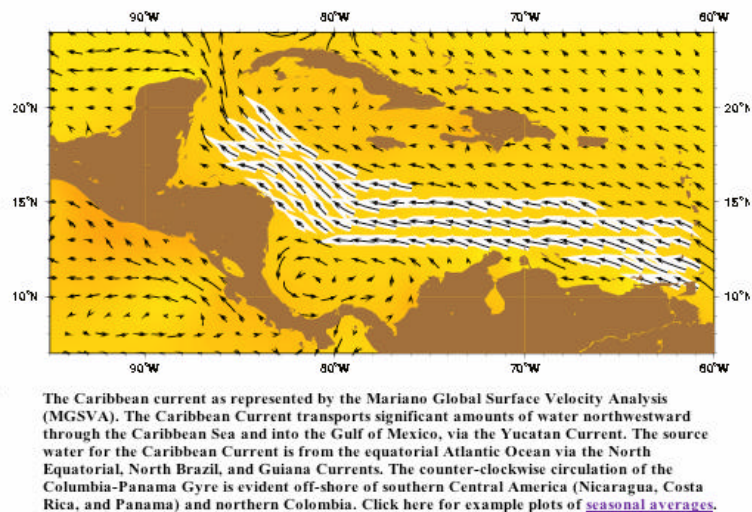 90°W 80°W 70°W 60°W
20°N 20°N
15°N 15°N
10°N 10°N
90°W 80°W 70°W 60°W
The Caribbean current as represented by the Mariano Global Surface Velocity Analysis
(MGSVA). The Caribbean Current transports significant amounts of water northwestward
through the Caribbean Sea and into the Gulf of Mexico, via the Yucatan Current. The source
water for the Caribbean Current is from the equatorial Atlantic Ocean via the North
Equatorial, North Brazil, and Guiana Currents. The counter-clockwise circulation of the
Columbia-Panama Gyre is evident off-shore of southern Central America (Nicaragua, Costa
Rica, and Panama) and northern Colombia. Click here for example plots of seasonal averages.